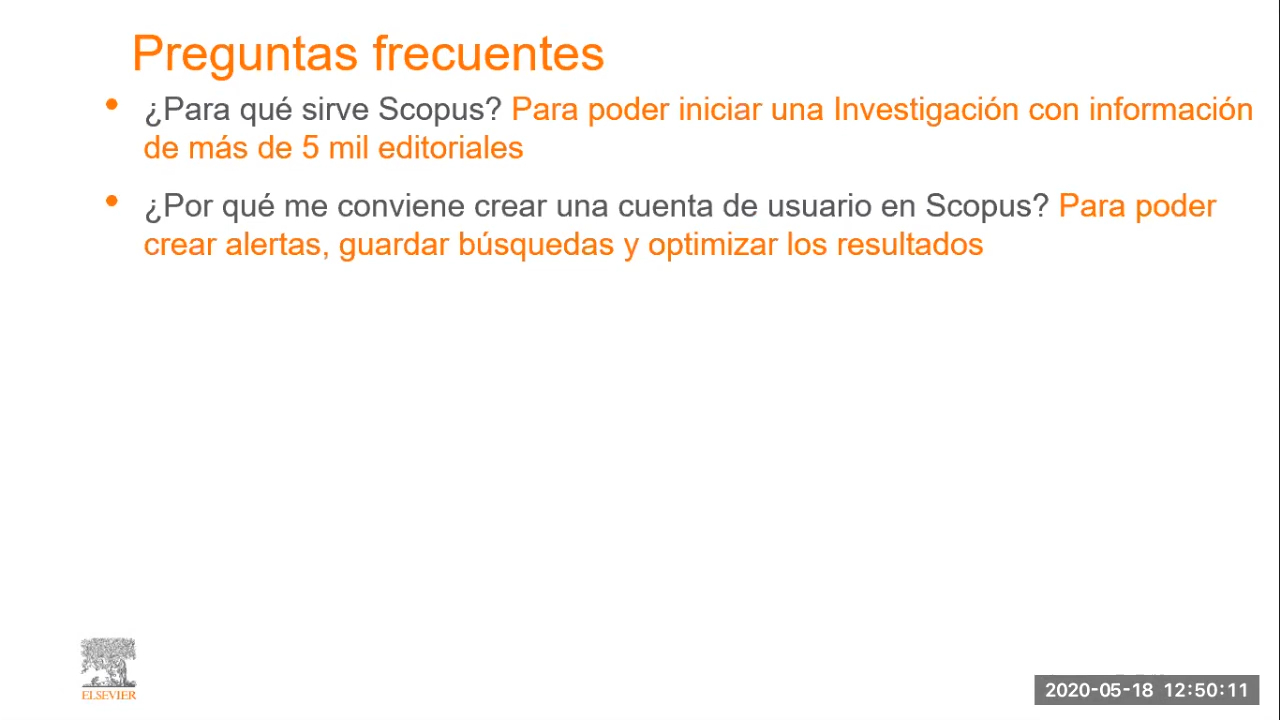 Preguntas frecuentes
• ¿Para qué sirve Scopus? Para poder iniciar una Investigación con información
de más de 5 mil editoriales
• ¿Por qué me conviene crear una cuenta de usuario en Scopus? Para poder
crear alertas, guardar búsquedas y optimizar los resultados
ELSEVIER
2020-05-18 12:50:11